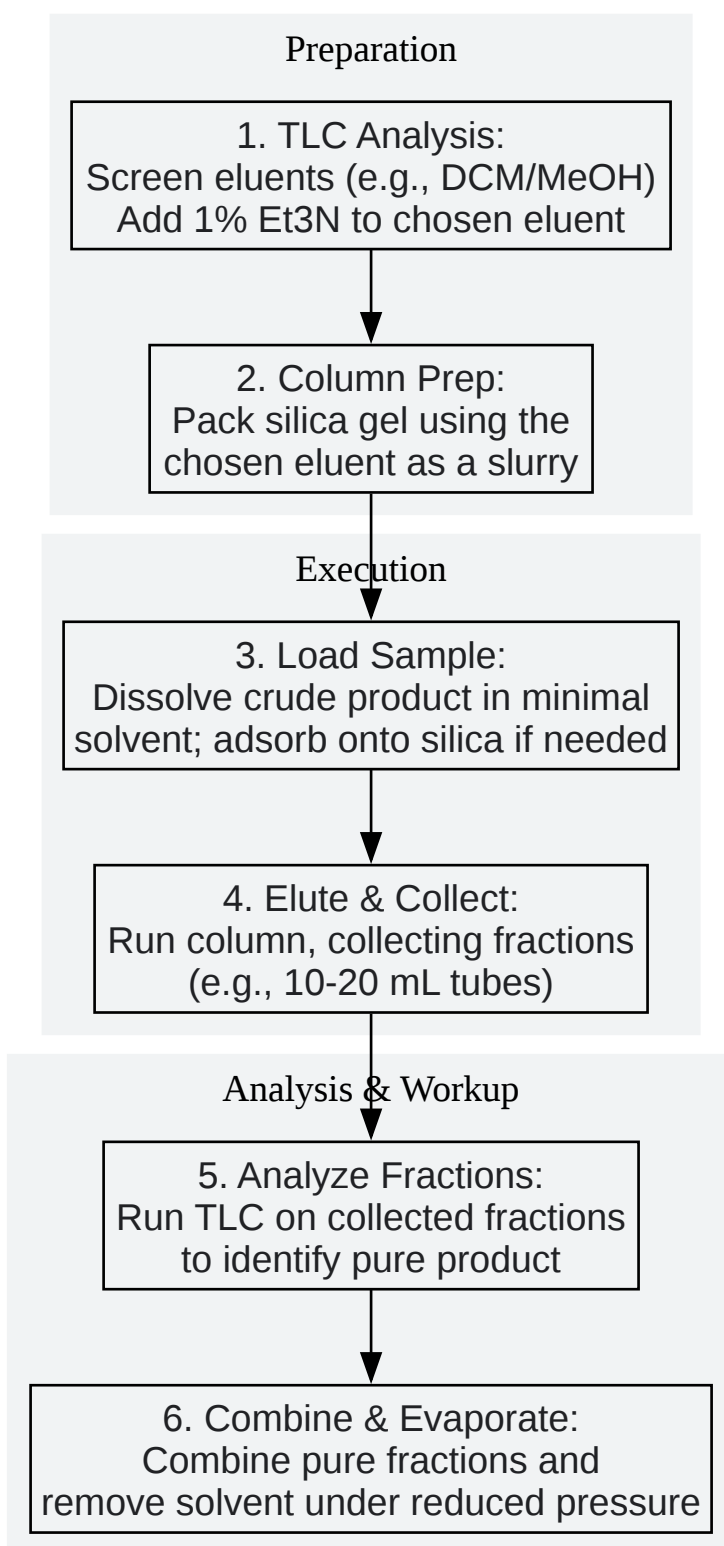 Preparation
1. TLC Analysis:
Screen eluents (e.g., DCM/MeOH)
Add 1% Et3N to chosen eluent
2. Column Prep:
Pack silica gel using the
chosen eluent as a slurry
Execution
3. Load Sample:
Dissolve crude product in minimal
solvent; adsorb onto silica if needed
4. Elute & Collect:
Run column, collecting fractions
(e.g., 10-20 mL tubes)
Analysis & Workup
5. Analyze Fractions:
Run TLC on collected fractions
to identify pure product
6. Combine & Evaporate:
Combine pure fractions and
remove solvent under reduced pressure